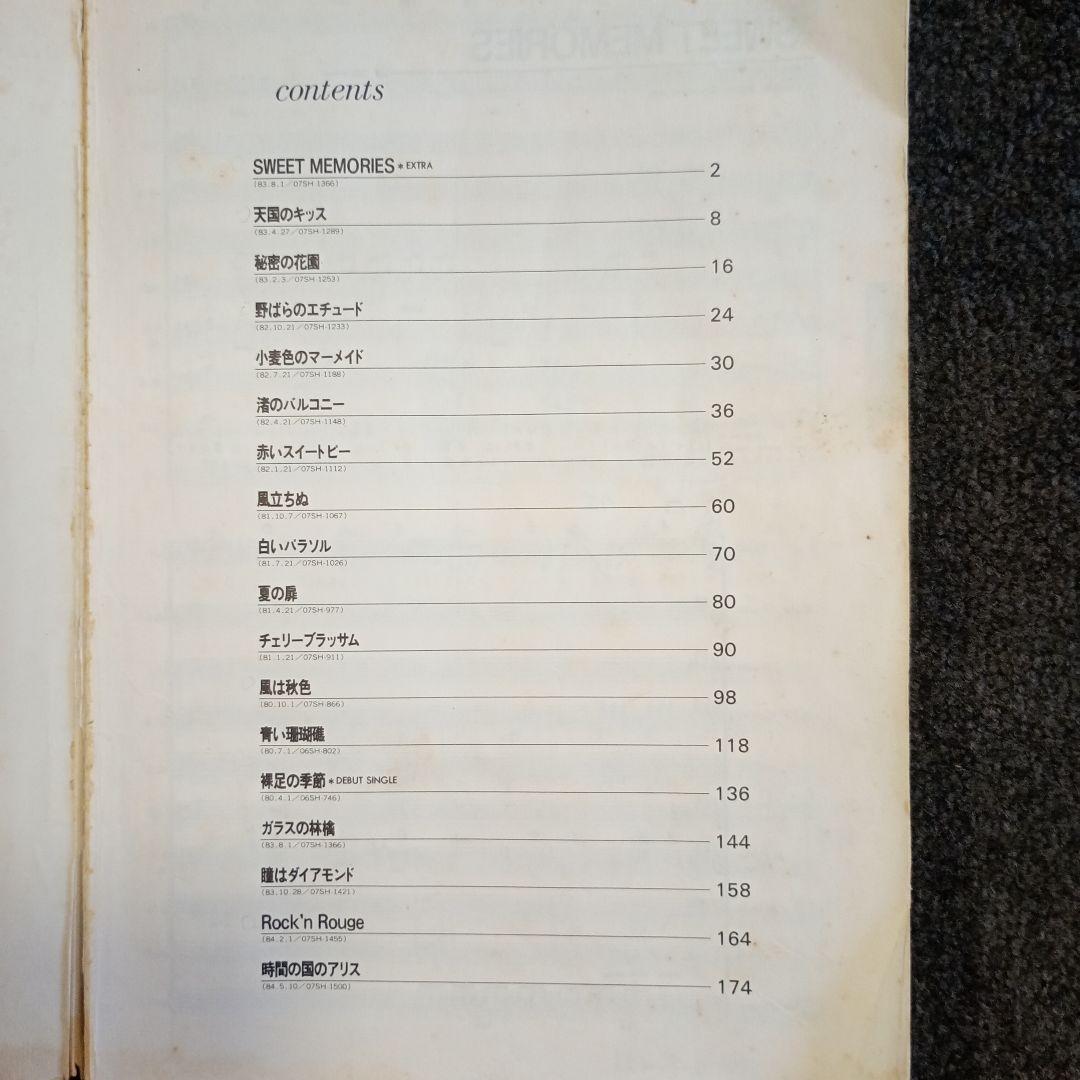 SWEET MEMORIES
contents
SWEET MEMORIES *EXTRA 2
(83.8.1/07SH 1366)
天国のキッス 8
(83.4.27/07SH-1289)
秘密の花園 16
(83.2.3/07SH-1253)
野ばらのエチュード 24
(82.10.21/07SH-1233)
小麦色のマーメイド 30
(82.7.21/07SH 1188)
渚のバルコニー 36
(82.4.21/07SH-1148)
赤いスイートピー 52
(82.1.21/07SH-1112)
風立ちぬ 60
(81.10.7/07SH-1067)
白いパラソル 70
(81.7.21/07SH-1026)
夏の扉 80
(81.4.21/07SH-977)
チェリーブラッサム 90
(81.1.21/07SH-911)
風は秋色 98
(80.10.1/07SH-866)
青い珊瑚礁 118
(80.7.1/06SH-802)
裸足の季節 *DEBUT SINGLE 136
(80.4.1/06SH-746)
ガラスの林檎 144
(83.8.1/07SH-1366)
瞳はダイアモンド 158
(83.10.28/07SH-1421)
Rock'n Rouge 164
(84.2.1/07SH-1455)
時間の国のアリス 174
(84.5.10/07SH-1500)